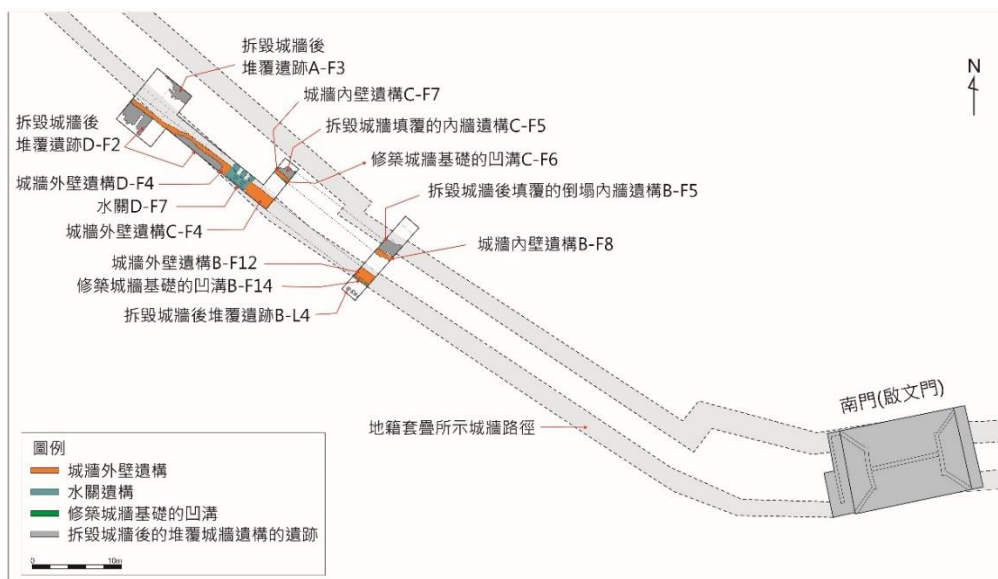 拆毀城牆後
堆覆遺跡A-F3
N
城牆內壁遺構C-F7
拆毀城牆後
堆覆遺跡D-F2
拆毀城牆填覆的內牆遺構C-F5
修築城牆基礎的凹溝C-F6
城牆外壁遺構D-F4
拆毀城牆後填覆的倒塌內牆遺構B-F5
水關D-F7
城牆外壁遺構C-F4
城牆內壁遺構B-F8
城牆外壁遺構B-F12
修築城牆基礎的凹溝B-F14
拆毀城牆後堆覆遺跡B-L4
南門(啟文門)
地籍套疊所示城牆路徑
圖例
城牆外壁遺構
水關遺構
修築城牆基礎的凹溝
拆毀城牆後的堆覆城牆遺構的遺跡
0 10m